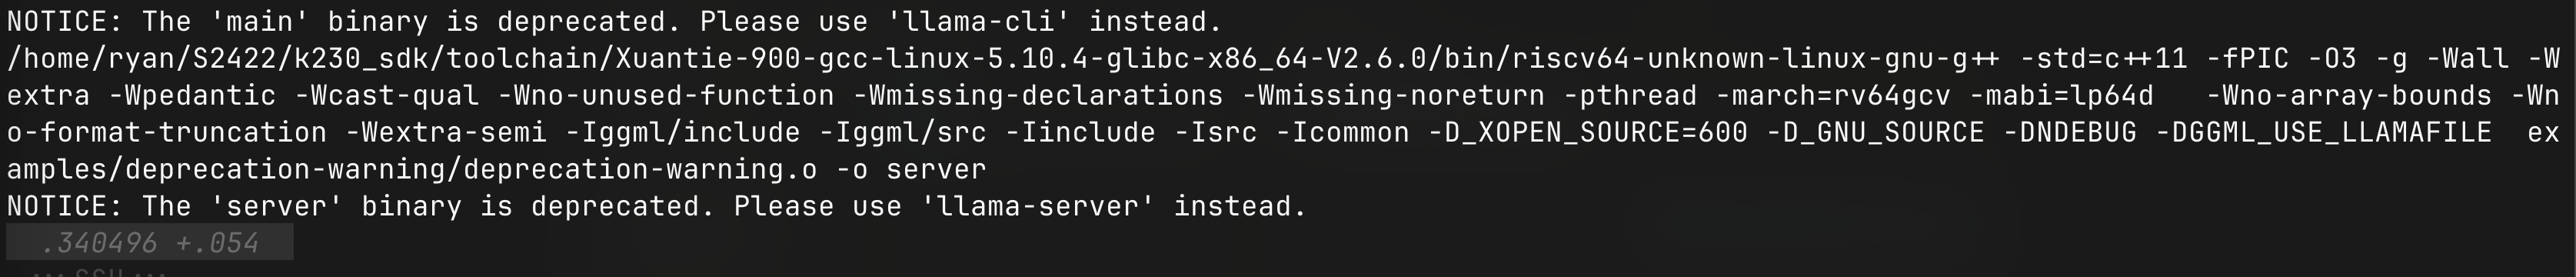 NOTICE: The 'main' binary is deprecated. Please use 'llama-cli' instead.
/home/ryan/S2422/k230_sdk/toolchain/Xuantie-900-gcc-linux-5.10.4-glibc-x86_64-V2.6.0/bin/riscv64-unknown-linux-gnu-g++ -std=c++11 -fPIC -O3 -g -Wall -W
extra -Wpedantic -Wcast-qual -Wno-unused-function -Wmissing-declarations -Wmissing-noreturn -pthread -march=rv64gcv -mabi=lp64d   -Wno-array-bounds -Wn
o-format-truncation -Wextra-semi -Iggml/include -Iggml/src -Iinclude -Isrc -Icommon -D_XOPEN_SOURCE=600 -D_GNU_SOURCE -DNDEBUG -DGGML_USE_LLAMAFILE  ex
amples/deprecation-warning/deprecation-warning.o -o server
NOTICE: The 'server' binary is deprecated. Please use 'llama-server' instead.
.340496 +.054